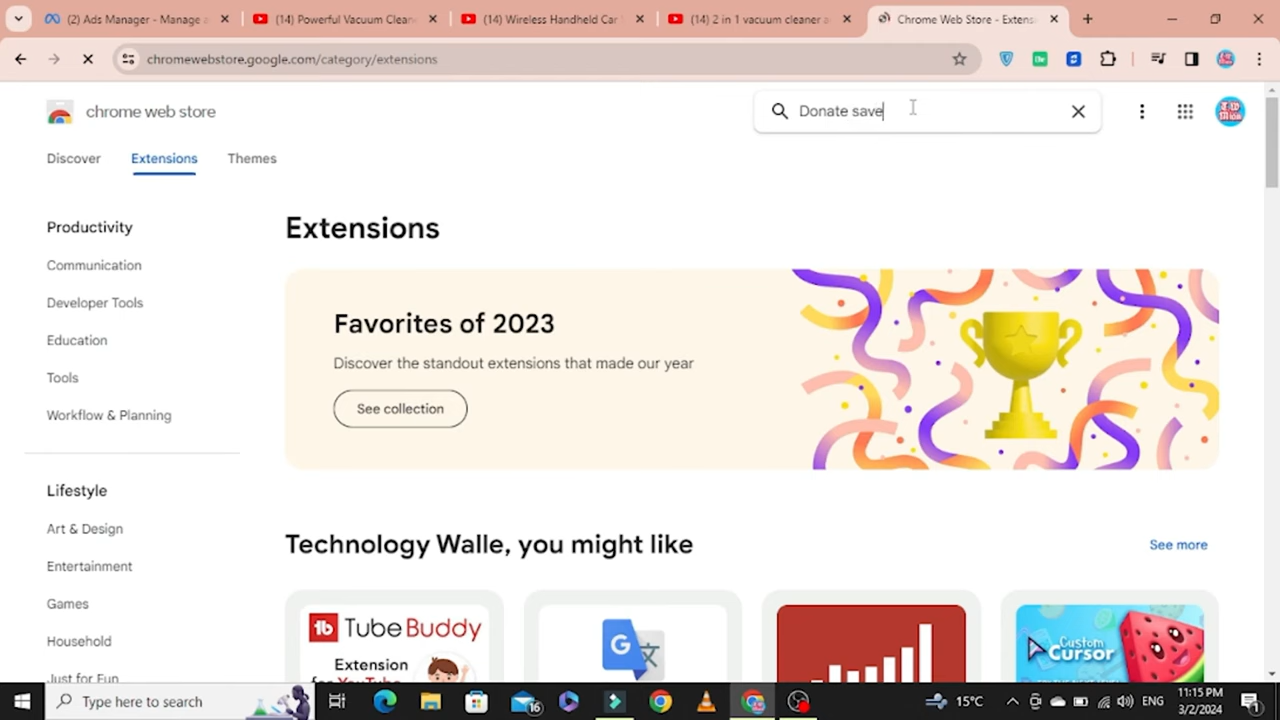 (2) Ads Manager - Manage a
(14) Powerful Vacuum Clean
(14) Wireless Handheld Car
(14) 2 in 1 vacuum cleaner a
Chrome Web Store - Extens
chromewebstore.google.com/category/extensions
chrome web store
Donate save
Discover
Extensions
Themes
Productivity
Communication
Developer Tools
Education
Tools
Workflow & Planning
Lifestyle
Art & Design
Entertainment
Games
Household
Just for Fun
Extensions
Favorites of 2023
Discover the standout extensions that made our year
See collection
Technology Walle, you might like
See more
TubeBuddy
Extension
for YouTube
G
Custom
Cursor
Type here to search
16
15°C
ENG
11:15 PM
3/2/2024
1